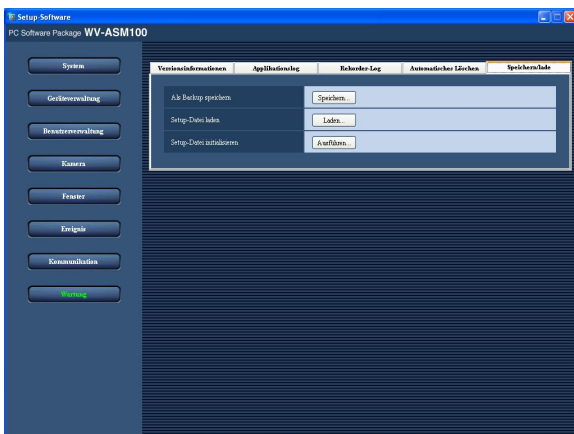 Setup-Software
PC Software Package WV-ASM100
System
Geräteverwaltung
Benutzerverwaltung
Kamera
Fenster
Ereignis
Kommunikation
Wartung
Versionsinformationen Applikationslog Rekorder-Log Automatisches Löschen Speichern/lade
Als Backup speichern Speichern...
Setup-Datei laden Laden...
Setup-Datei initialisieren Ausführen...